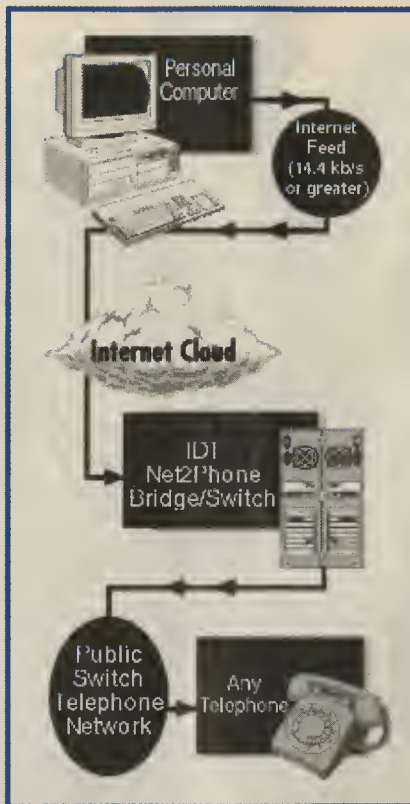 Personal
Computer
Internet
Feed
(14.4 kb/s
or greater)
Internet Cloud
IDT
Net2Phone
Bridge/Switch
Public
Switch
Telephone
Network
Any
Telephone